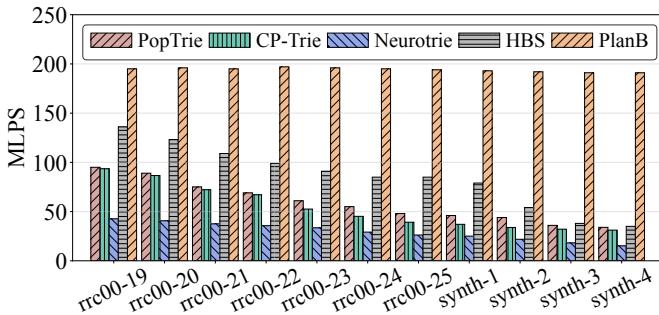 250
200
150
100
50
0
MLPS
PopTrie CP-Trie Neurotrie HBS PlanB
rrc00-19 rrc00-20 rrc00-21 rrc00-22 rrc00-23 rrc00-24 rrc00-25 synth-1 synth-2 synth-3 synth-4